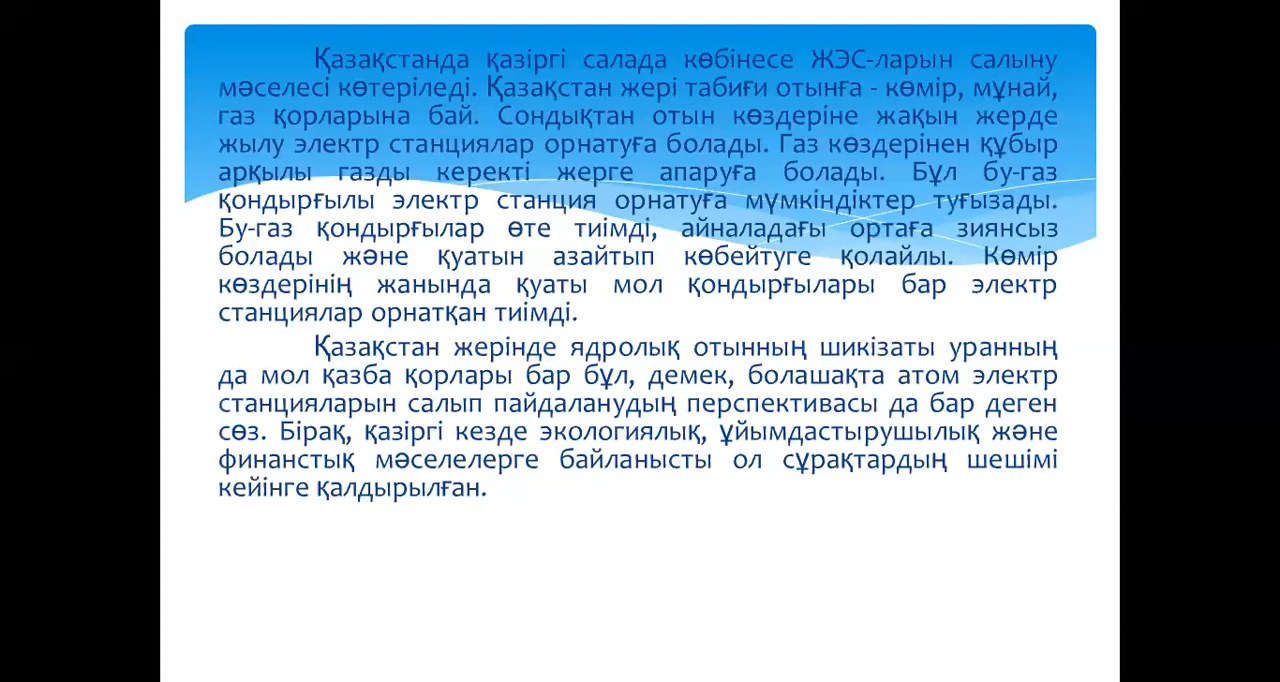 Қазақстанда қазіргі салада көбінесе ЖЭС-ларын салыну
мәселесі көтеріледі. Қазақстан жері табиғи отынға - көмір, мұнай,
газ қорларына бай. Сондықтан отын көздеріне жақын жерде
жылу электр станциялар орнатуға болады. Газ көздерінен құбыр
арқылы газды керекті жерге апаруға болады. Бұл бу-газ
қондырғылы электр станция орнатуға мүмкіндіктер туғызады.
Бу-газ қондырғылар өте тиімді, айналадағы ортаға зиянсыз
болады және қуатын азайтып көбейтуге қолайлы. Көмір
көздерінің жанында қуаты мол қондырғылары бар электр
станциялар орнатқан тиімді.
Қазақстан жерінде ядролық отынның шикізаты уранның
да мол қазба қорлары бар бұл, демек, болашақта атом электр
станцияларын салып пайдаланудың перспективасы да бар деген
сөз. Бірақ, қазіргі кезде экологиялық, ұйымдастырушылық және
финанстық мәселелерге байланысты ол сұрақтардың шешімі
кейінге қалдырылған.